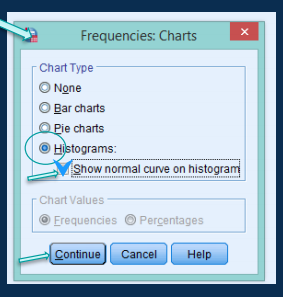 Frequencies: Charts
Chart Type
None
Bar charts
Pie charts
Histograms:
Show normal curve on histogram
Chart Values
Frequencies Percentages
Continue Cancel Help